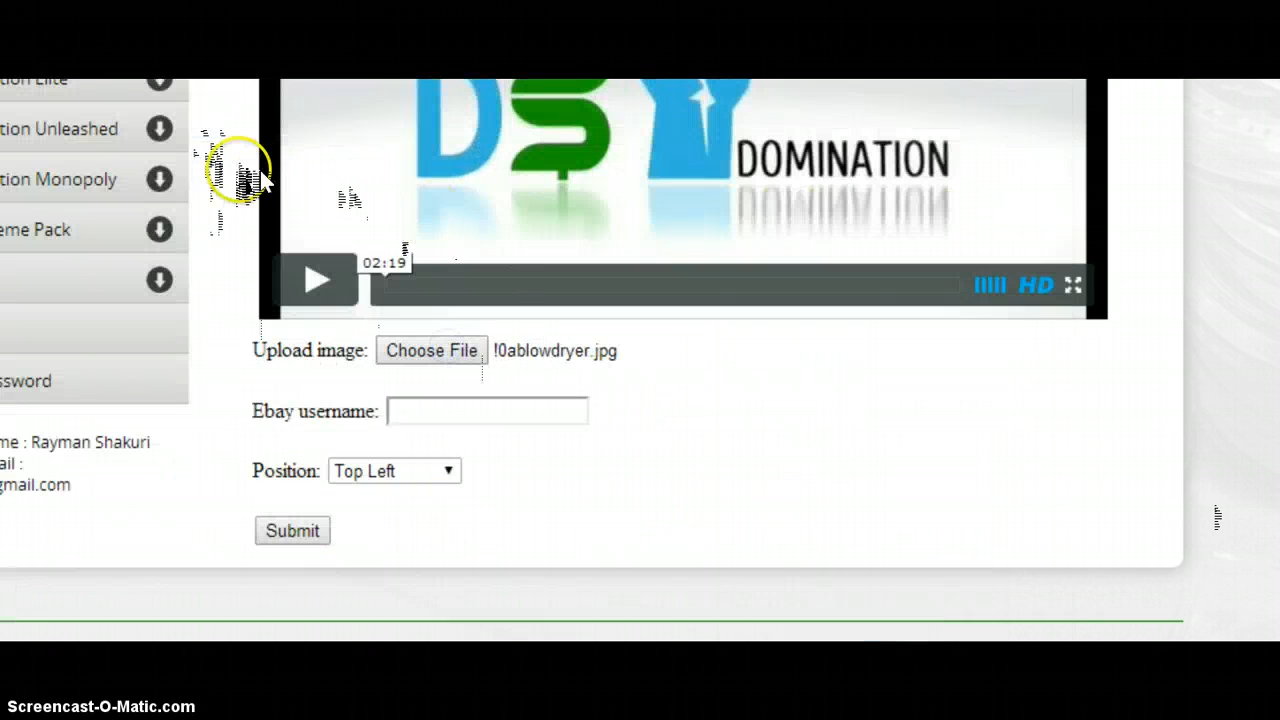 tion Elite
tion Unleashed
tion Monopoly
eme Pack
ssword
me : Rayman Shakuri
ail :
gmail.com
D$Y
DOMINATION
02:19
HD
Upload image: Choose File !0ablowdryer.jpg
Ebay username:
Position: Top Left
Submit
Screencast-O-Matic.com